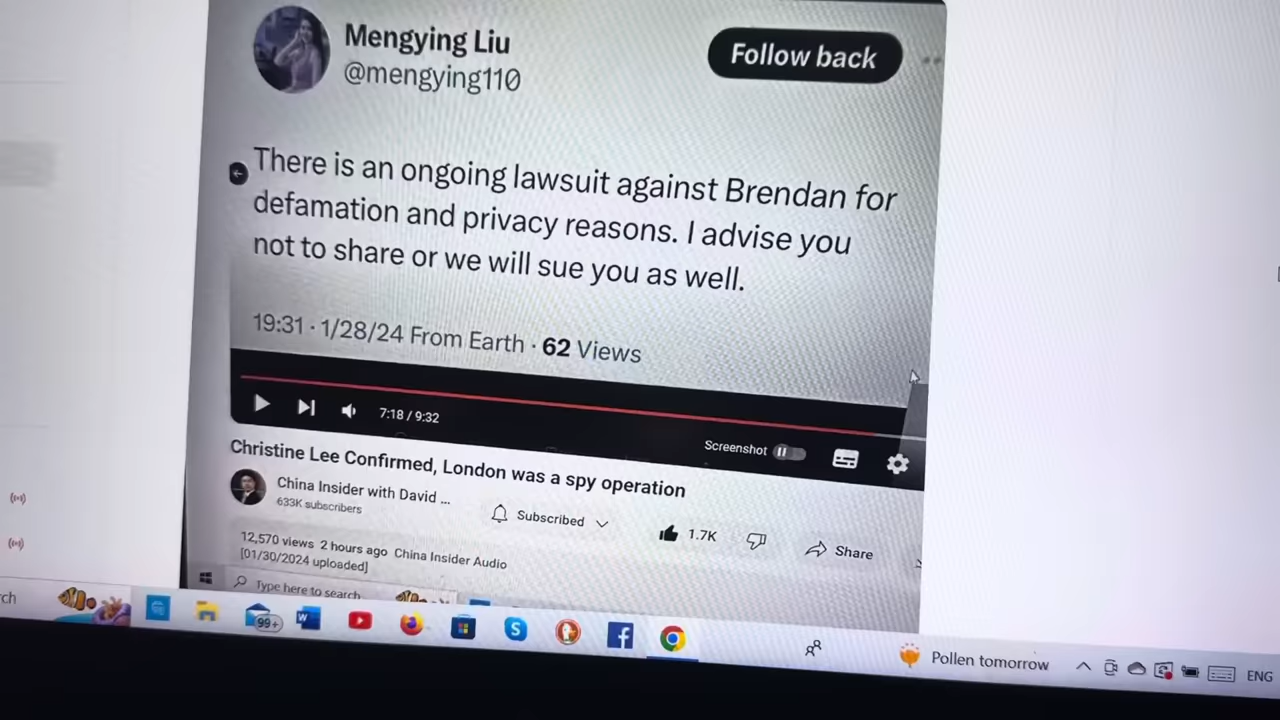 Mengying Liu
@mengying110
Follow back
There is an ongoing lawsuit against Brendan for
defamation and privacy reasons. I advise you
not to share or we will sue you as well.
19:31 · 1/28/24 From Earth · 62 Views
7:18 / 9:32
Screenshot
Christine Lee Confirmed, London was a spy operation
China Insider with David ...
633K subscribers
Subscribed
1.7K
Share
12,570 views 2 hours ago China Insider Audio
[01/30/2024 uploaded]
Type here to search
rch
99+
W
S
f
Pollen tomorrow
ENG